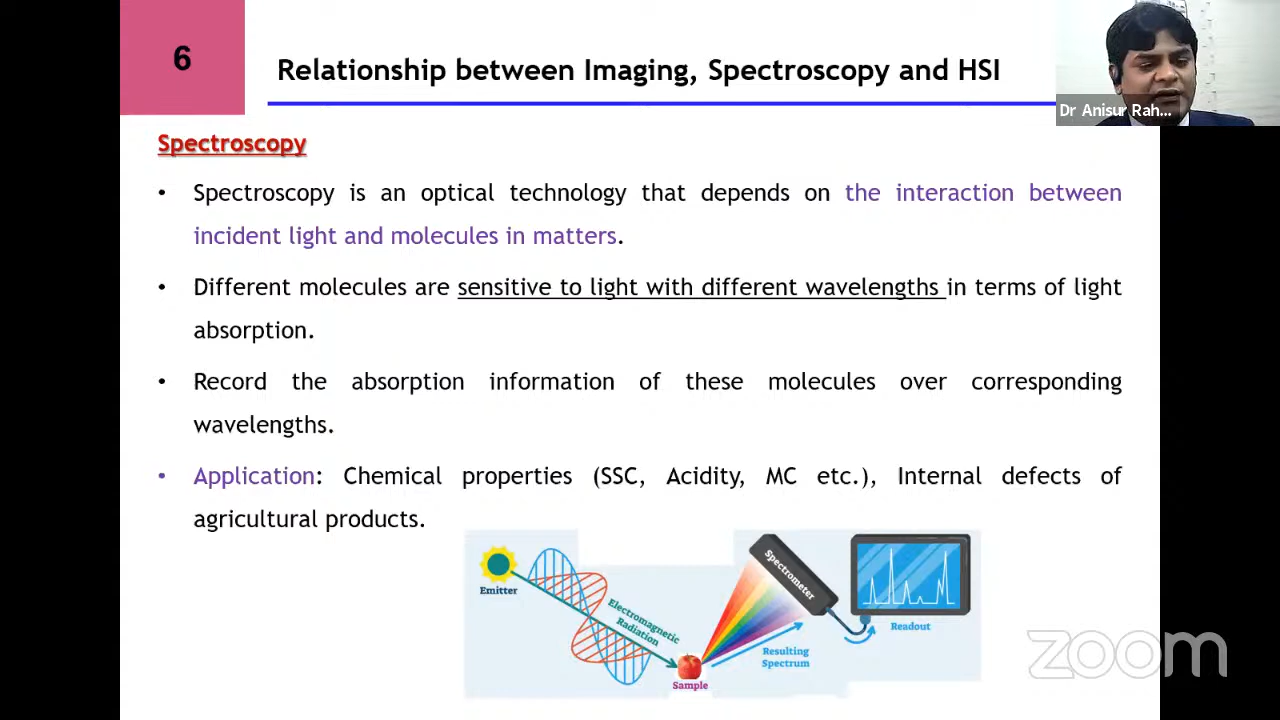 6
Relationship between Imaging, Spectroscopy and HSI
Dr Anisur Rah...
Spectroscopy
• Spectroscopy is an optical technology that depends on the interaction between
incident light and molecules in matters.
• Different molecules are sensitive to light with different wavelengths in terms of light
absorption.
• Record the absorption information of these molecules over corresponding
wavelengths.
• Application: Chemical properties (SSC, Acidity, MC etc.), Internal defects of
agricultural products.
Emitter
Electromagnetic
Radiation
Sample
Spectrometer
Resulting
Spectrum
Readout
zoom